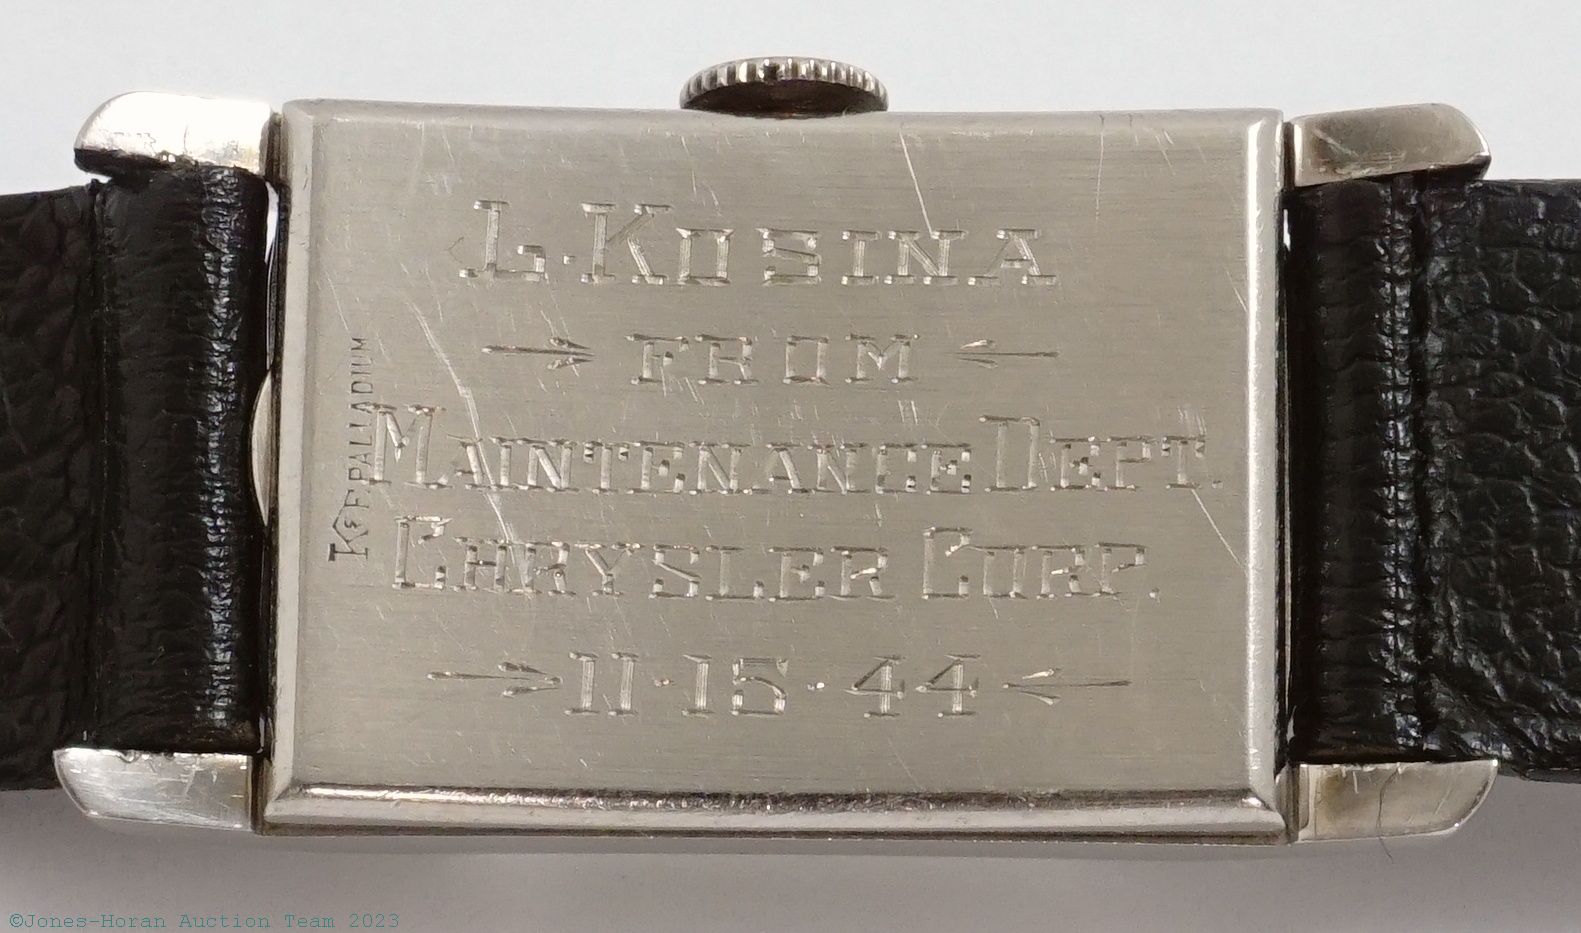 L. KOSINA
FROM
MAINTENANCE DEPT.
CHRYSLER CORP.
11·15·44
K&F. PALLADIUM
©Jones-Horan Auction Team 2023